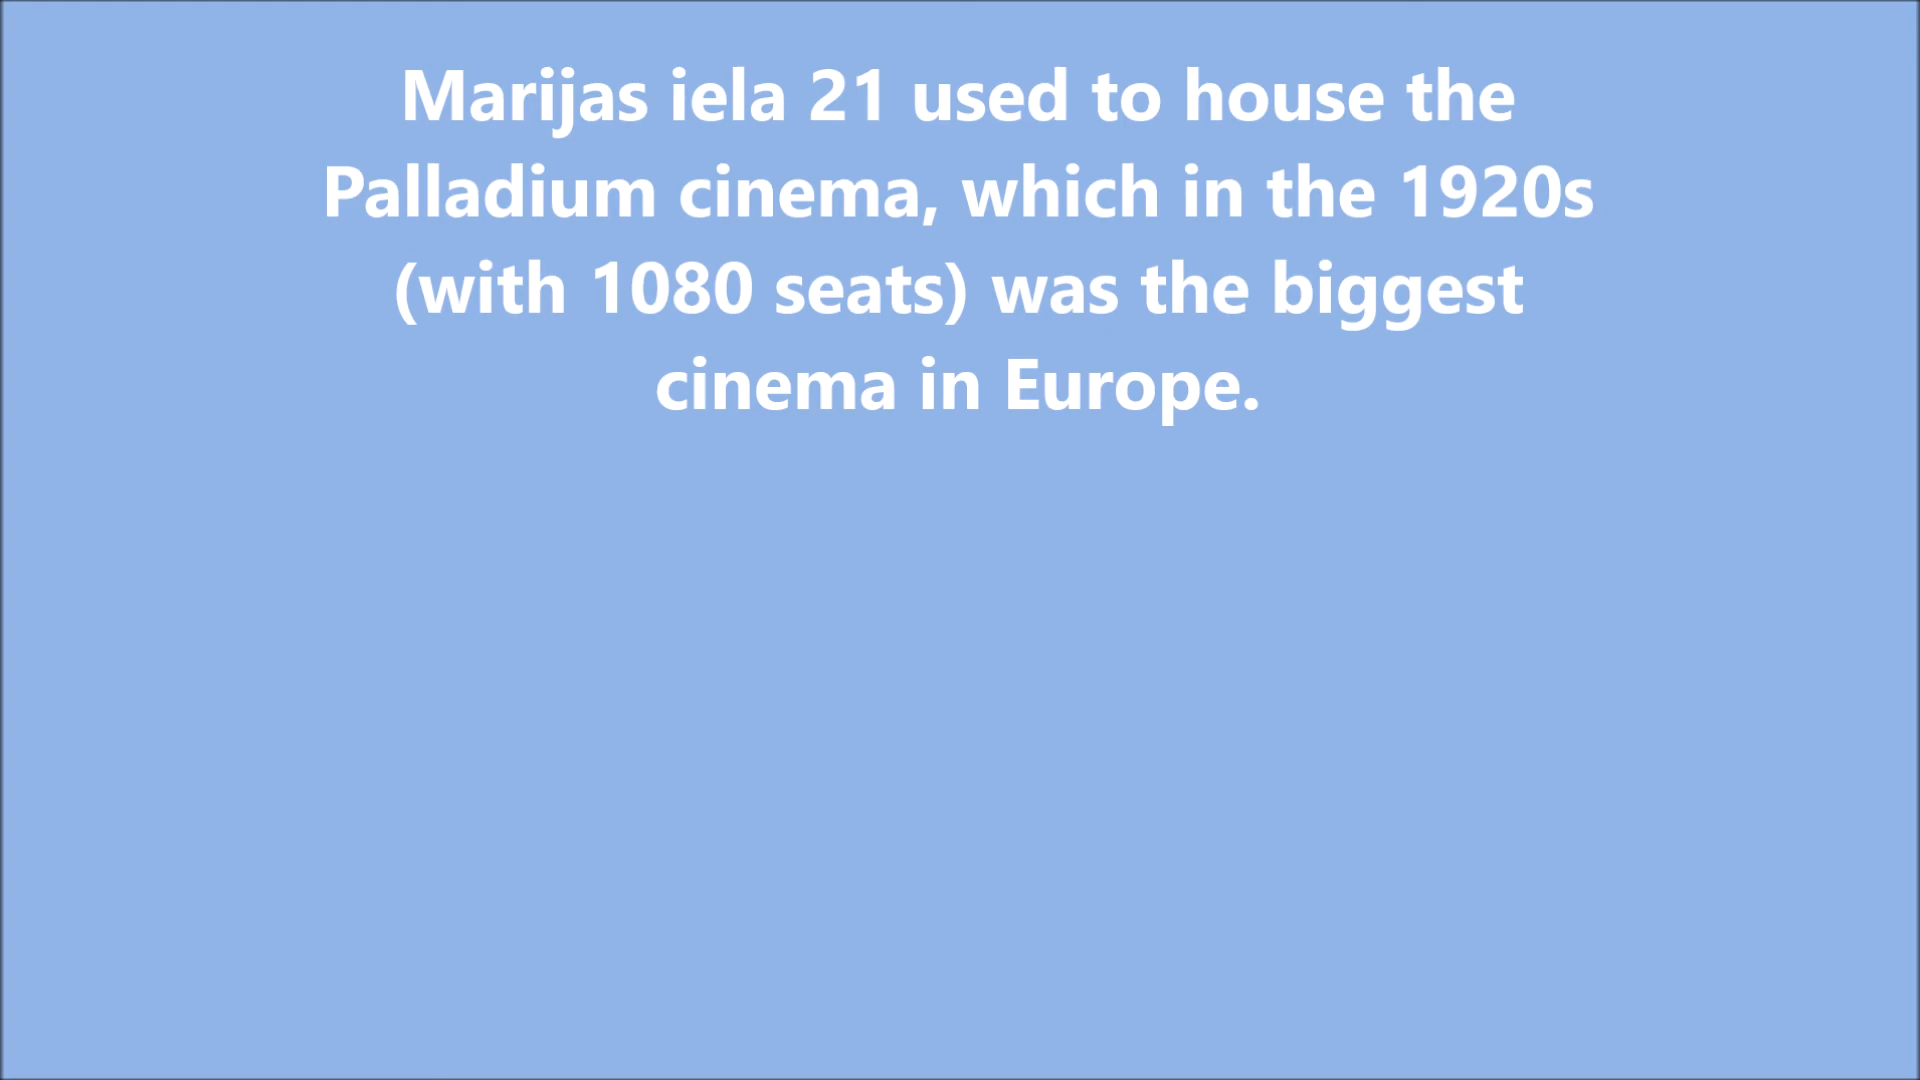 Marijas iela 21 used to house the
Palladium cinema, which in the 1920s
(with 1080 seats) was the biggest
cinema in Europe.